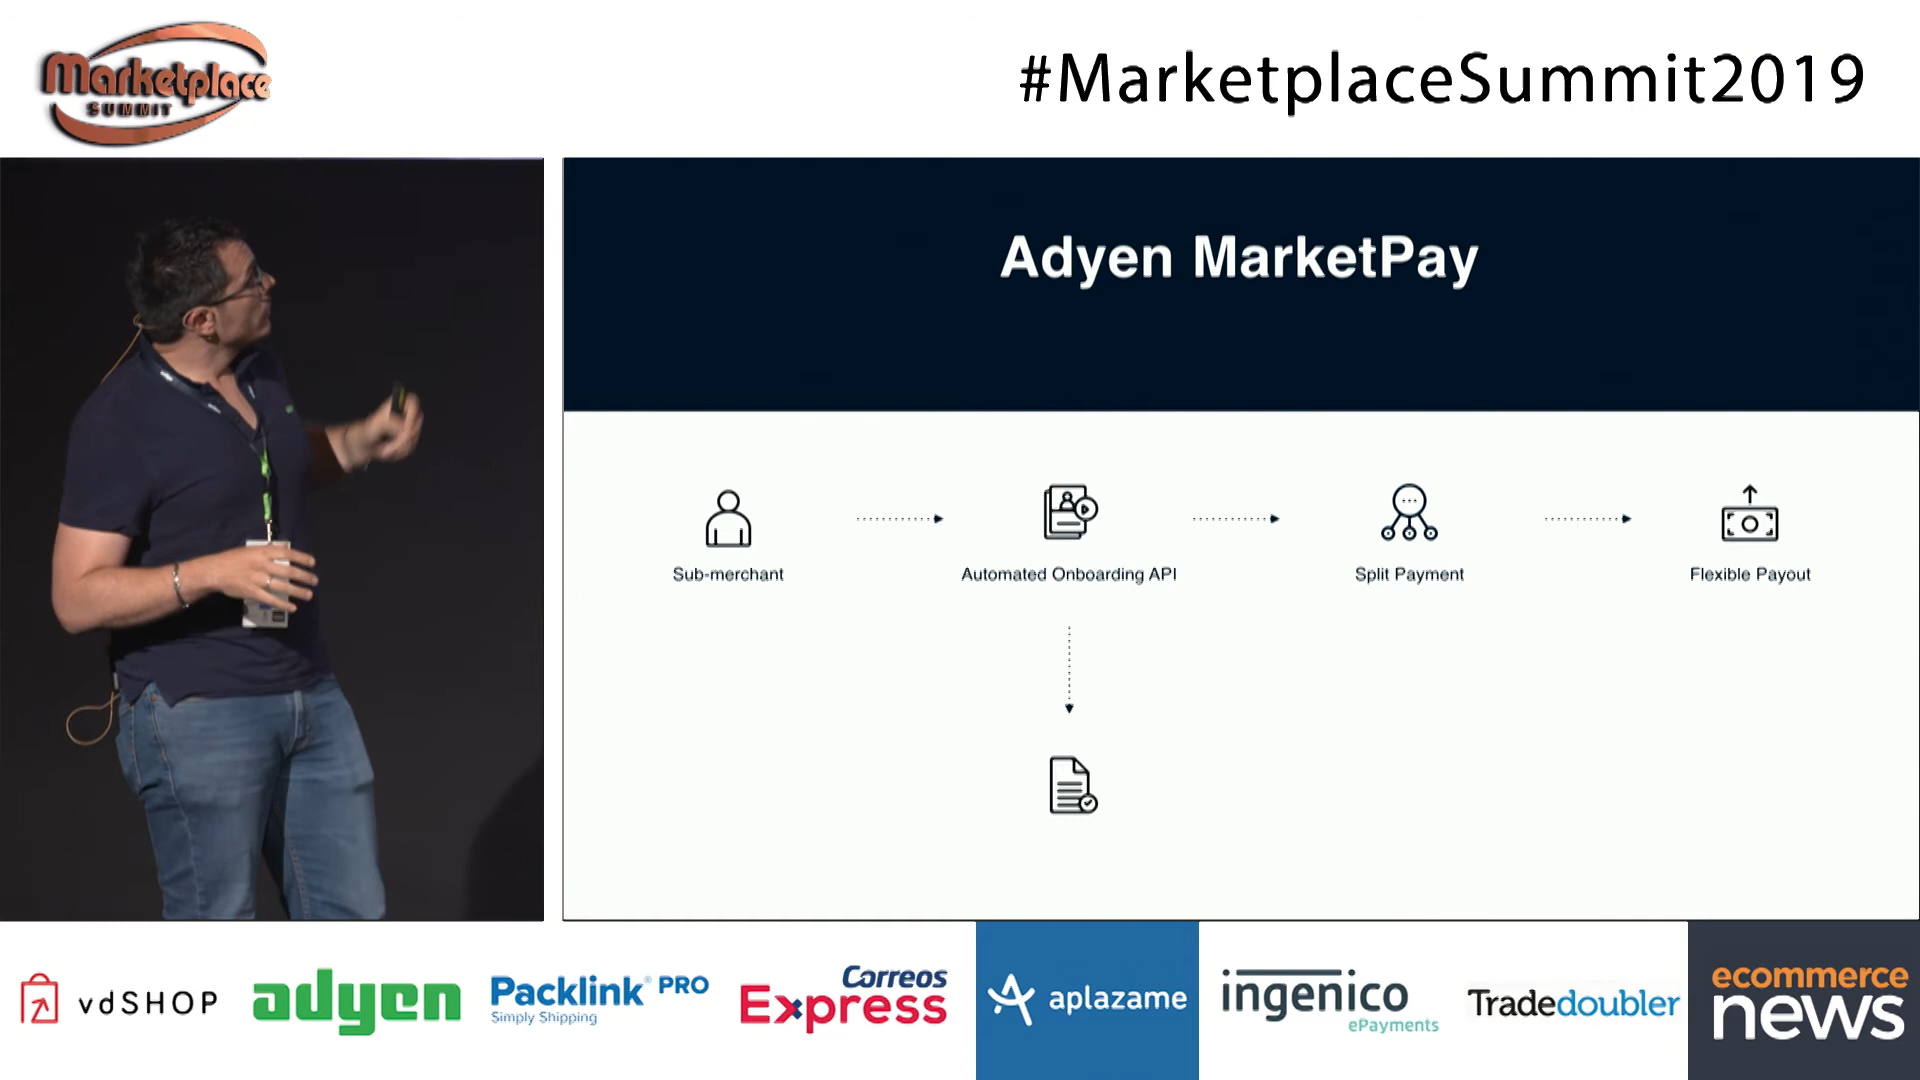 Marketplace
SUMMIT
#MarketplaceSummit2019
Adyen MarketPay
Sub-merchant
Automated Onboarding API
Split Payment
Flexible Payout
vdSHOP
adyen
Packlink® PRO
Simply Shipping
Correos
Express
aplazame
ingenico
ePayments
Tradedoubler
ecommerce
news